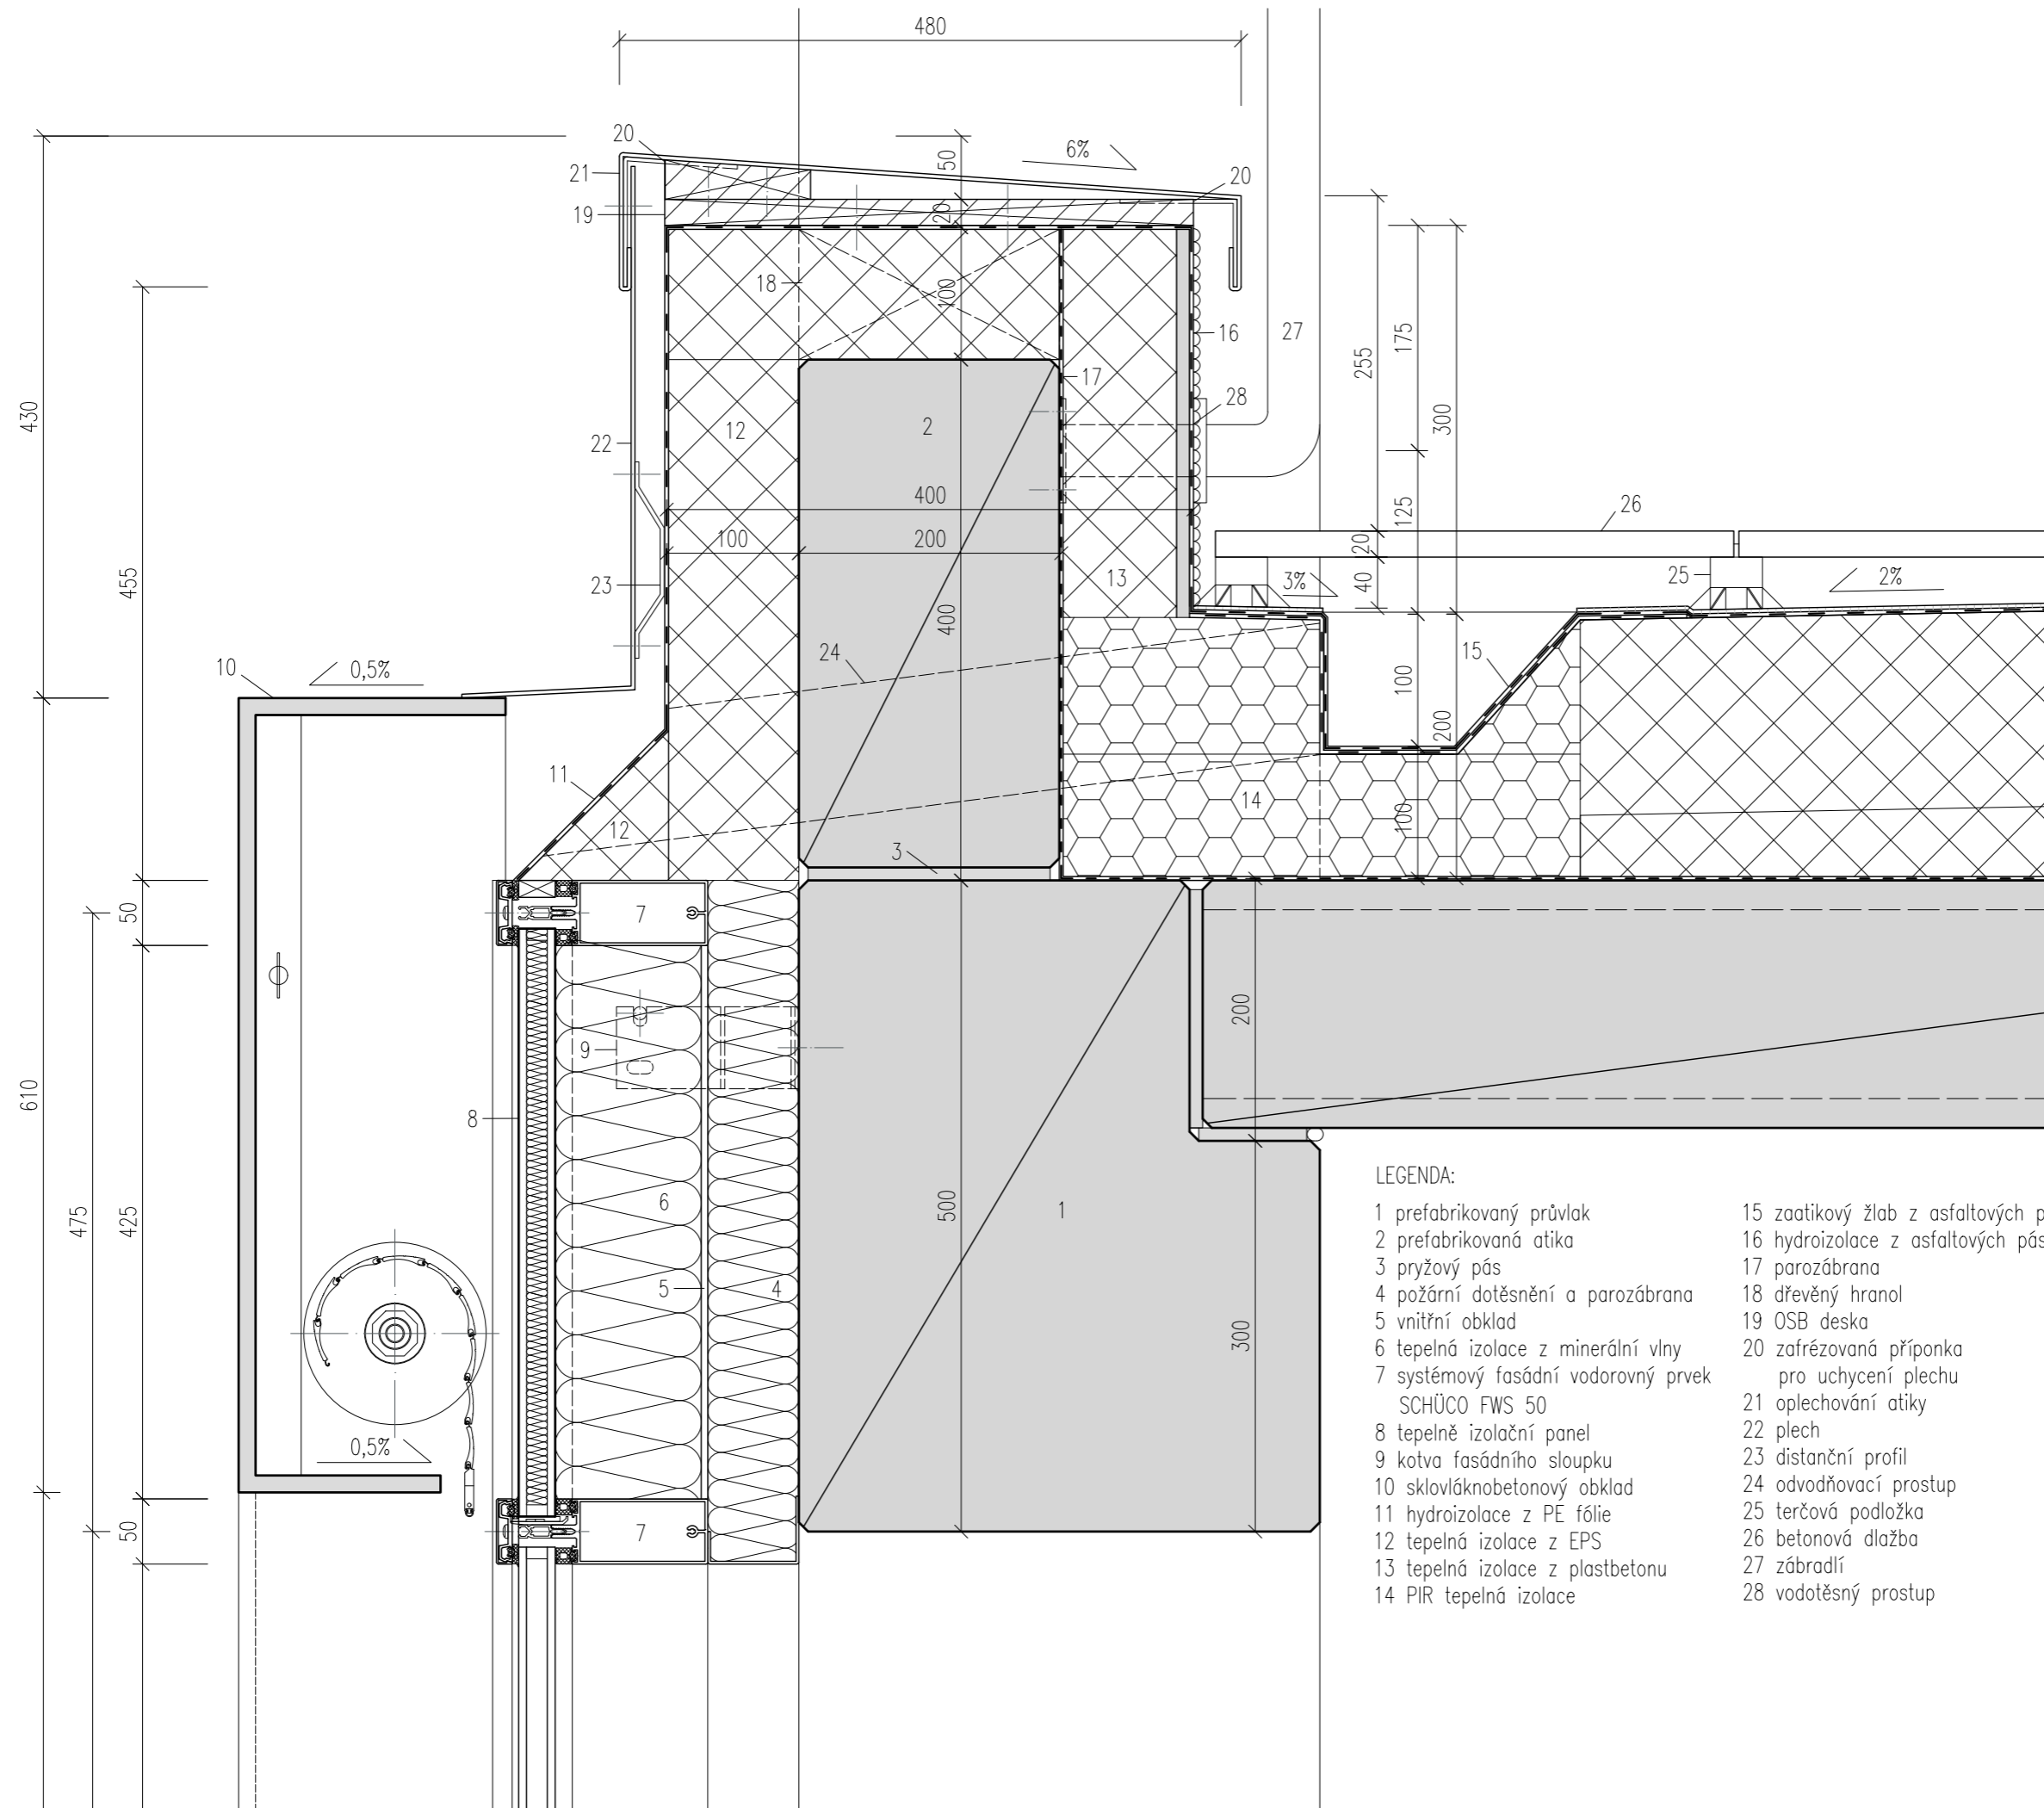 480
20
50
6%
21
20
19
20
18
100
16
27
175
255
17
28
300
430
12
2
22
400
26
125
100
200
20
455
23
13
3%
40
25
2%
400
24
15
10
0,5%
100
200
11
14
100
12
3
50
7
200
9
610
8
6
500
1
475
425
5
4
300
0,5%
50
7
LEGENDA:
1 prefabrikovaný průvlak
2 prefabrikovaná atika
3 pryžový pás
4 požární dotěsnění a parozábrana
5 vnitřní obklad
6 tepelná izolace z minerální vlny
7 systémový fasádní vodorovný prvek
SCHÜCO FWS 50
8 tepelně izolační panel
9 kotva fasádního sloupku
10 sklovláknobetonový obklad
11 hydroizolace z PE fólie
12 tepelná izolace z EPS
13 tepelná izolace z plastbetonu
14 PIR tepelná izolace
15 zaatikový žlab z asfaltových p
16 hydroizolace z asfaltových pás
17 parozábrana
18 dřevěný hranol
19 OSB deska
20 zafrézovaná příponka
pro uchycení plechu
21 oplechování atiky
22 plech
23 distanční profil
24 odvodňovací prostup
25 terčová podložka
26 betonová dlažba
27 zábradlí
28 vodotěsný prostup